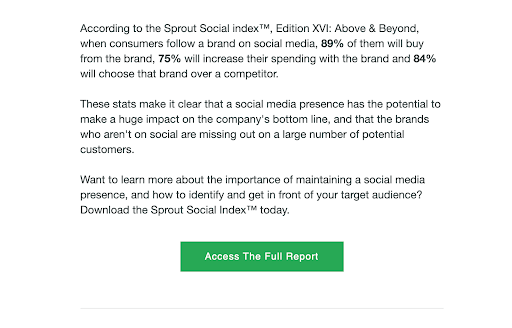 According to the Sprout Social index™, Edition XVI: Above & Beyond,
when consumers follow a brand on social media, 89% of them will buy
from the brand, 75% will increase their spending with the brand and 84%
will choose that brand over a competitor.
These stats make it clear that a social media presence has the potential to
make a huge impact on the company's bottom line, and that the brands
who aren't on social are missing out on a large number of potential
customers.
Want to learn more about the importance of maintaining a social media
presence, and how to identify and get in front of your target audience?
Download the Sprout Social Index™ today.
Access The Full Report